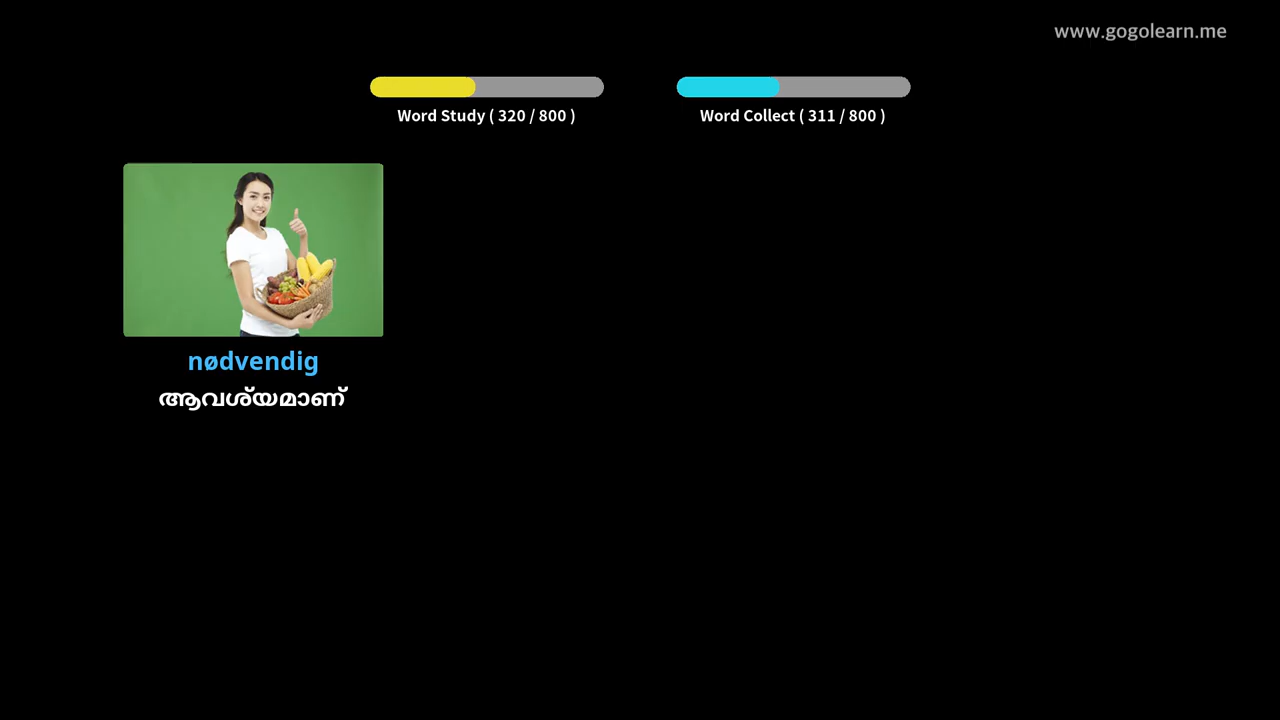 www.gogolearn.me
Word Study ( 320 / 800 )
Word Collect ( 311 / 800 )
nødvendig
ആവശ്യമാണ്